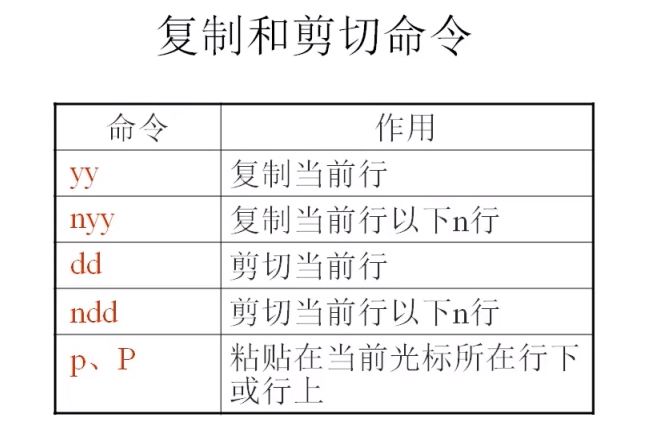 复制和剪切命令
命令 作用
yy 复制当前行
nyy 复制当前行以下n行
dd 剪切当前行
ndd 剪切当前行以下n行
p、P 粘贴在当前光标所在行下
或行上